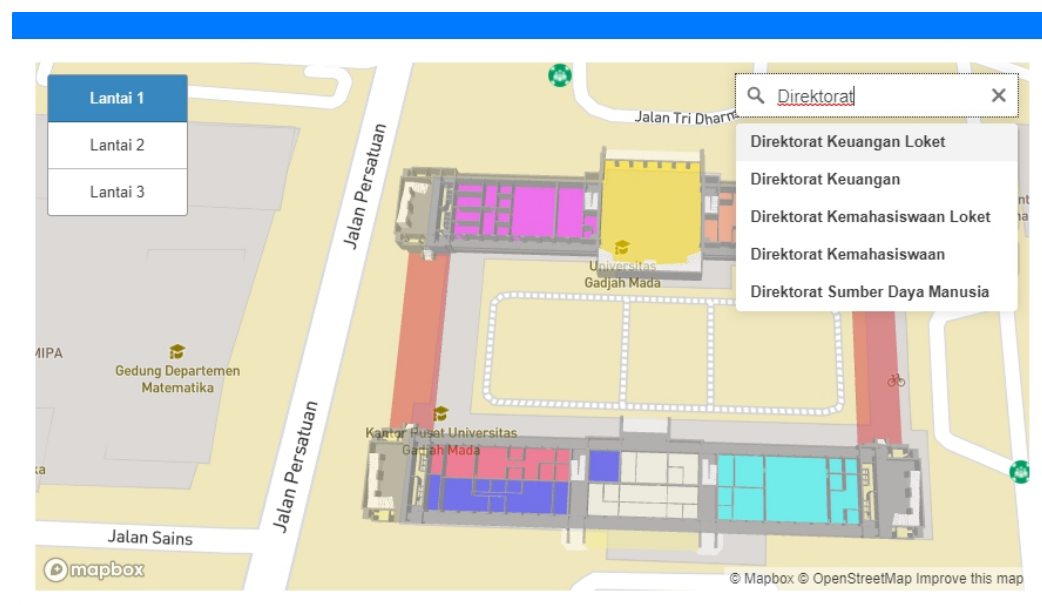 Lantai 1
Lantai 2
Lantai 3
Direktorat
Direktorat Keuangan Loket
Direktorat Keuangan
Direktorat Kemahasiswaan Loket
Direktorat Kemahasiswaan
Direktorat Sumber Daya Manusia
Jalan Tri Dharm
Jalan Persatuan
Universitas
Gadjah Mada
MIPA
Gedung Departemen
Matematika
Kantor Pusat Universitas
Gadjah Mada
Jalan Persatuan
Jalan Sains
mapbox
© Mapbox © OpenStreetMap Improve this map